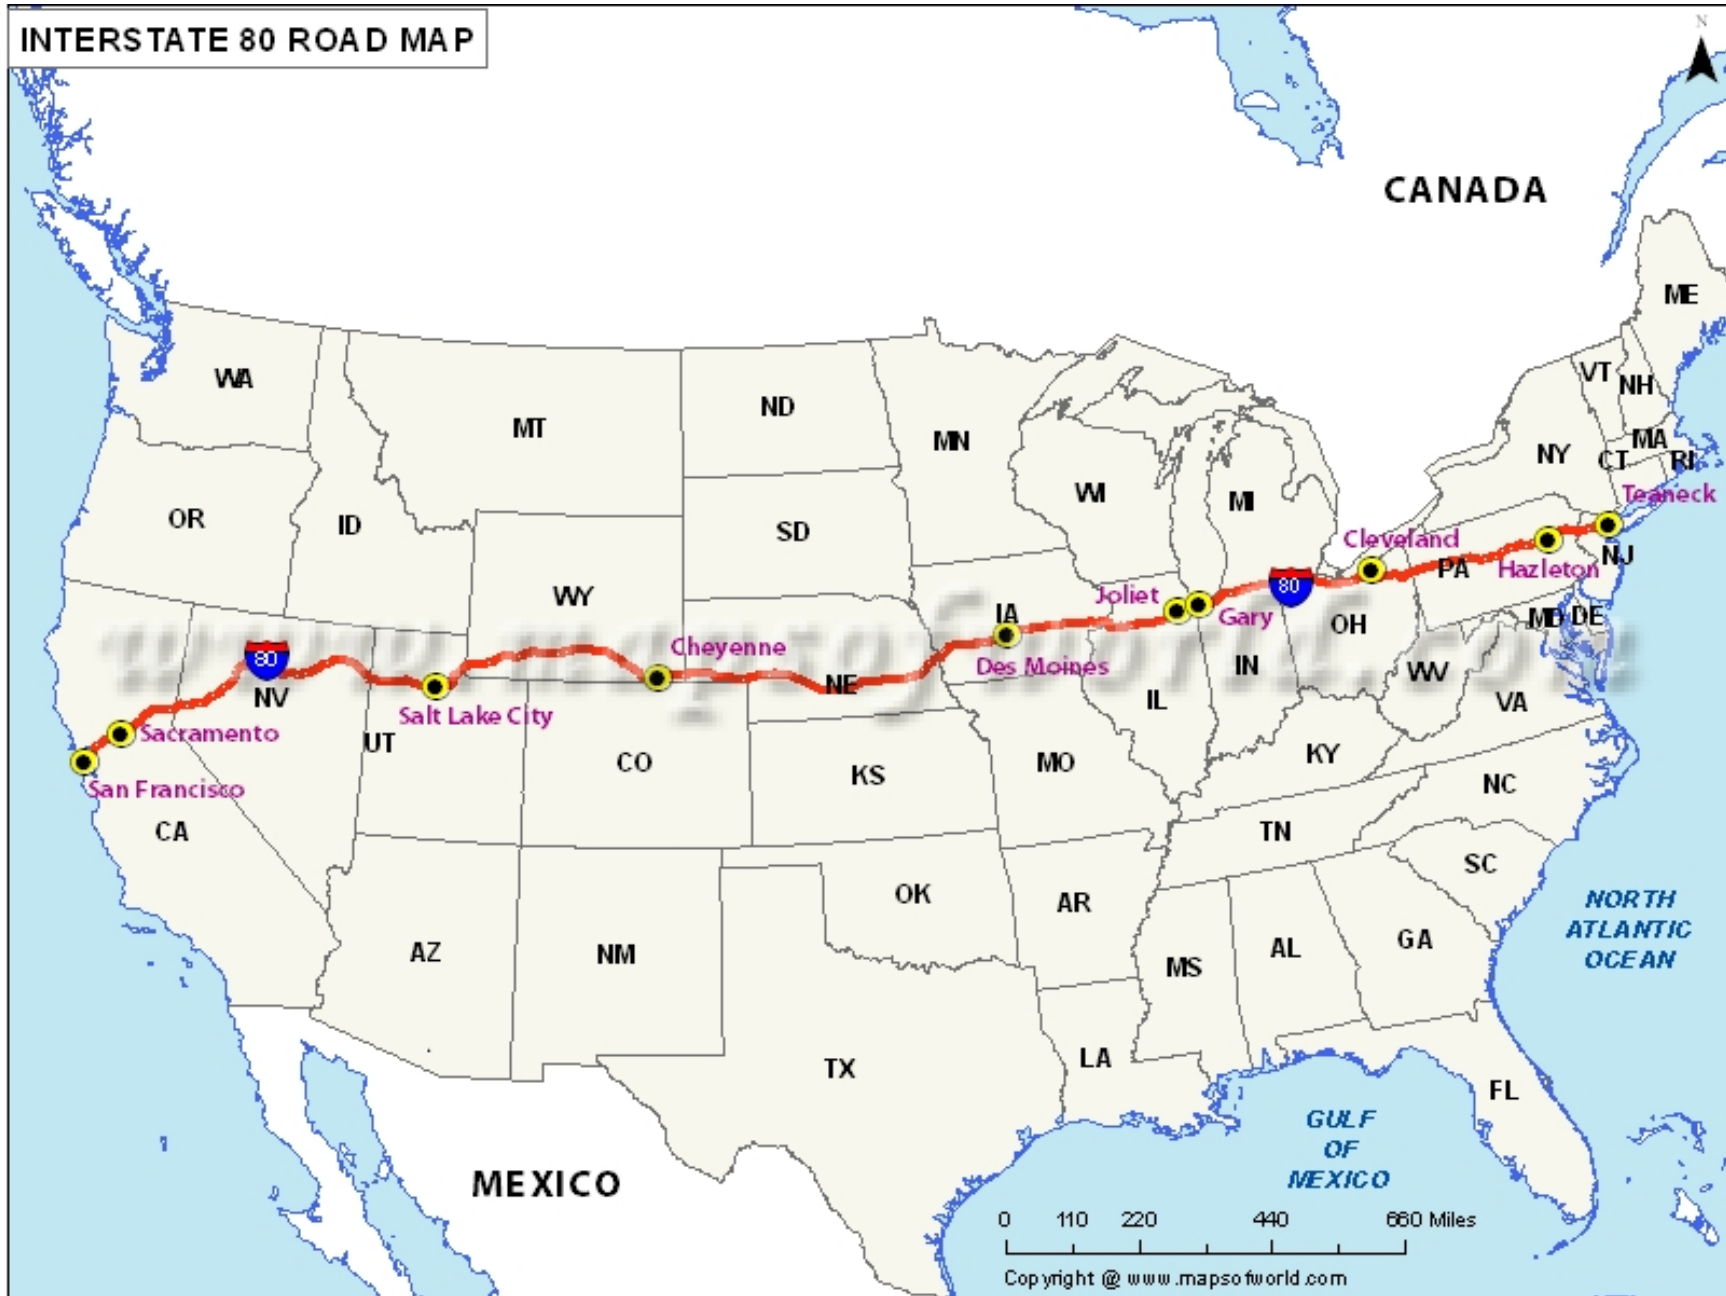 INTERSTATE 80 ROAD MAP
N
CANADA
ME
WA
MT
ND
MN
VT
NH
MA
NY
CT
RI
OR
ID
SD
WI
MI
Teaneck
Cleveland
PA
Hazleton
NJ
80
WY
IA
Joliet
Gary
OH
MD
DE
www.mapsofworld.com
80
NV
Cheyenne
NE
Des Moines
IL
IN
WV
VA
Salt Lake City
Sacramento
UT
San Francisco
CO
KS
MO
KY
NC
CA
TN
SC
AZ
NM
OK
AR
MS
AL
GA
NORTH
ATLANTIC
OCEAN
TX
LA
FL
GULF
OF
MEXICO
MEXICO
0 110 220 440 660 Miles
Copyright @ www.mapsofworld.com